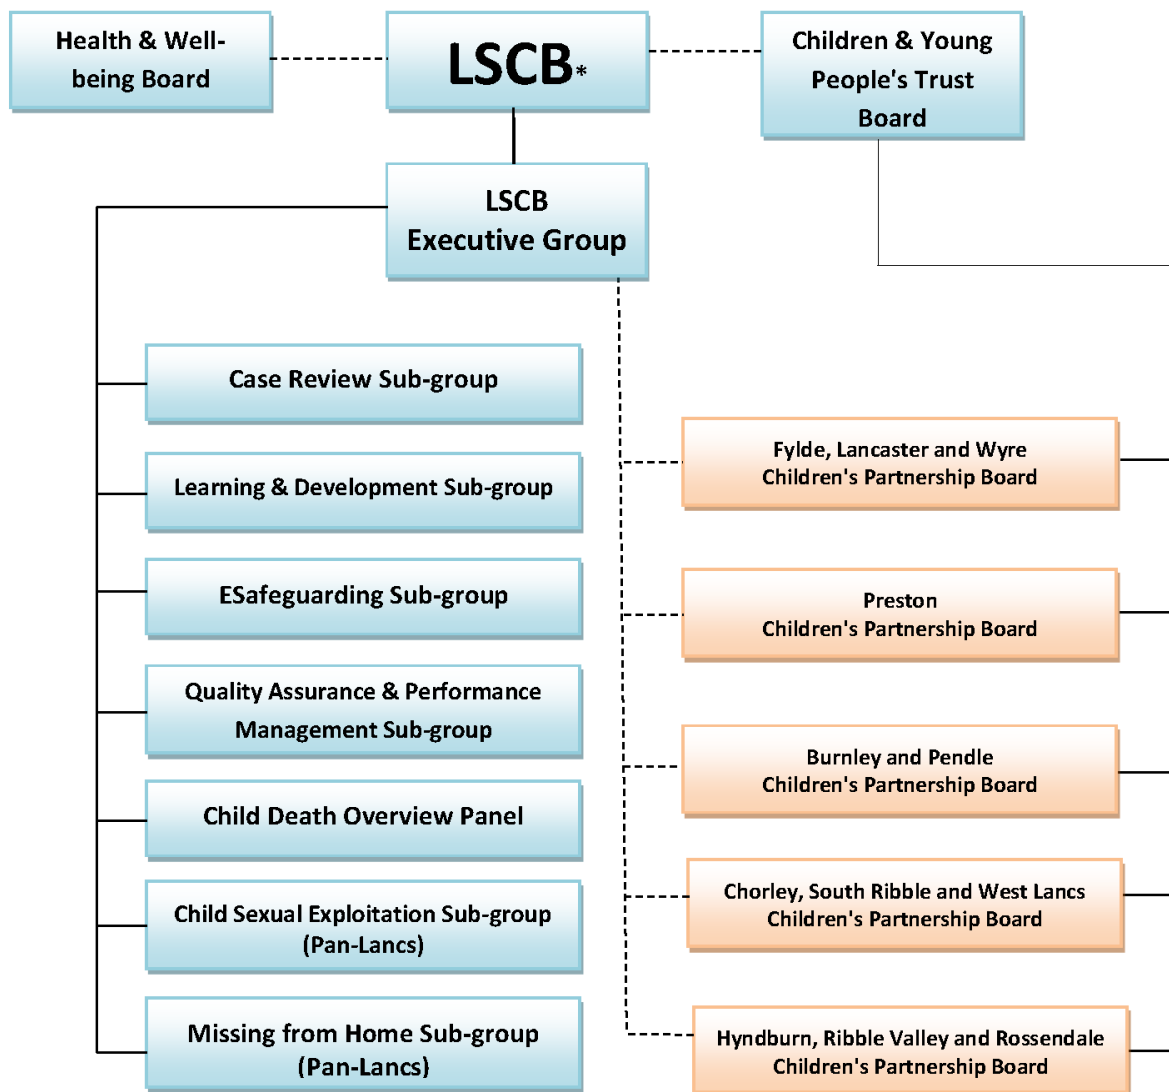 Health & Well-
being Board
LSCB*
Children & Young
People's Trust
Board
LSCB
Executive Group
Case Review Sub-group
Learning & Development Sub-group
ESafeguarding Sub-group
Quality Assurance & Performance
Management Sub-group
Child Death Overview Panel
Child Sexual Exploitation Sub-group
(Pan-Lancs)
Missing from Home Sub-group
(Pan-Lancs)
Fylde, Lancaster and Wyre
Children's Partnership Board
Preston
Children's Partnership Board
Burnley and Pendle
Children's Partnership Board
Chorley, South Ribble and West Lancs
Children's Partnership Board
Hyndburn, Ribble Valley and Rossendale
Children's Partnership Board